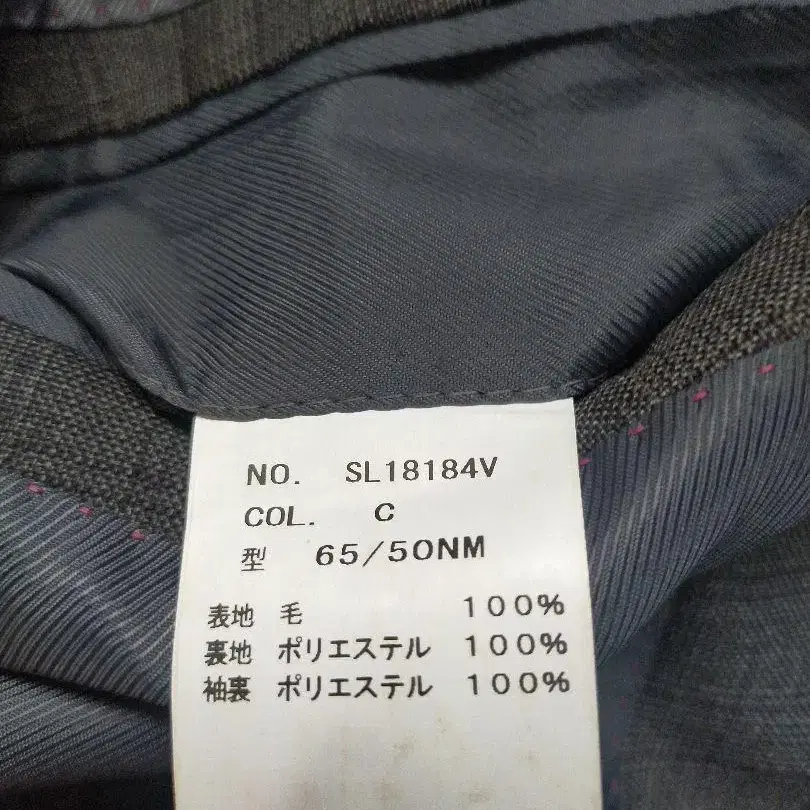 NO. SL18184V
COL. C
型 65/50NM
表地 毛 100%
裏地 ポリエステル 100%
袖裏 ポリエステル 100%